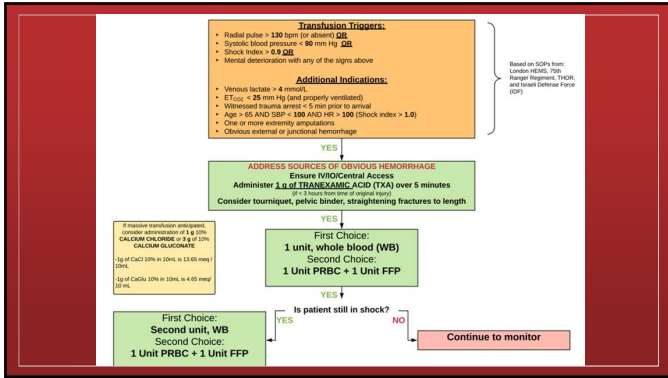 Transfusion Triggers:
‣ Radial pulse > 130 bpm (or absent) OR
‣ Systolic blood pressure < 90 mm Hg OR
‣ Shock Index > 0.9 OR
‣ Mental deterioration with any of the signs above
Additional Indications:
‣ Venous lactate > 4 mmol/L
‣ ETCO2 < 25 mm Hg (and properly ventilated)
‣ Witnessed trauma arrest < 5 min prior to arrival
‣ Age > 65 AND SBP < 100 AND HR > 100 (Shock index > 1.0)
‣ One or more extremity amputations
‣ Obvious external or junctional hemorrhage
Based on SOPs from:
London HEMS, 75th
Ranger Regiment, THOR,
and Israeli Defense Force
(IDF)
YES
ADDRESS SOURCES OF OBVIOUS HEMORRHAGE
Ensure IV/IO/Central Access
Administer 1 g of TRANEXAMIC ACID (TXA) over 5 minutes
(if < 3 hours from time of original injury)
Consider tourniquet, pelvic binder, straightening fractures to length
YES
If massive transfusion anticipated,
consider administration of 1 g 10%
CALCIUM CHLORIDE or 3 g of 10%
CALCIUM GLUCONATE
-1g of CaCl 10% in 10mL is 13.65 meq /
10mL
-1g of CaGlu 10% in 10mL is 4.65 meq/
10 mL
First Choice:
1 unit, whole blood (WB)
Second Choice:
1 Unit PRBC + 1 Unit FFP
YES
Is patient still in shock?
YES
NO
First Choice:
Second unit, WB
Second Choice:
1 Unit PRBC + 1 Unit FFP
Continue to monitor